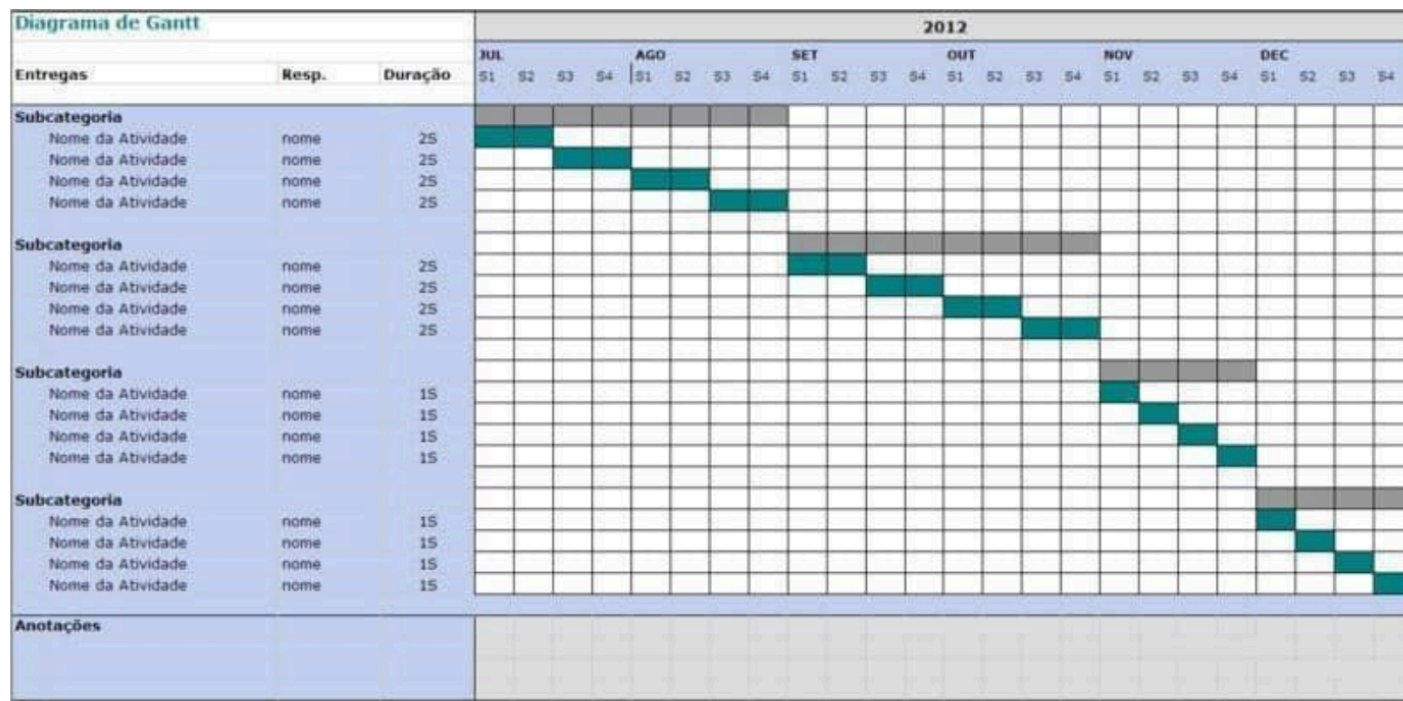 Diagrama de Gantt 2012
JUL AGO SET OUT NOV DEC
Entregas Resp. Duração S1 S2 S3 S4 S1 S2 S3 S4 S1 S2 S3 S4 S1 S2 S3 S4 S1 S2 S3 S4 S1 S2 S3 S4
Subcategoria
Nome da Atividade nome 2S
Nome da Atividade nome 2S
Nome da Atividade nome 2S
Nome da Atividade nome 2S
Subcategoria
Nome da Atividade nome 2S
Nome da Atividade nome 2S
Nome da Atividade nome 2S
Nome da Atividade nome 2S
Subcategoria
Nome da Atividade nome 1S
Nome da Atividade nome 1S
Nome da Atividade nome 1S
Nome da Atividade nome 1S
Subcategoria
Nome da Atividade nome 1S
Nome da Atividade nome 1S
Nome da Atividade nome 1S
Nome da Atividade nome 1S
Anotações